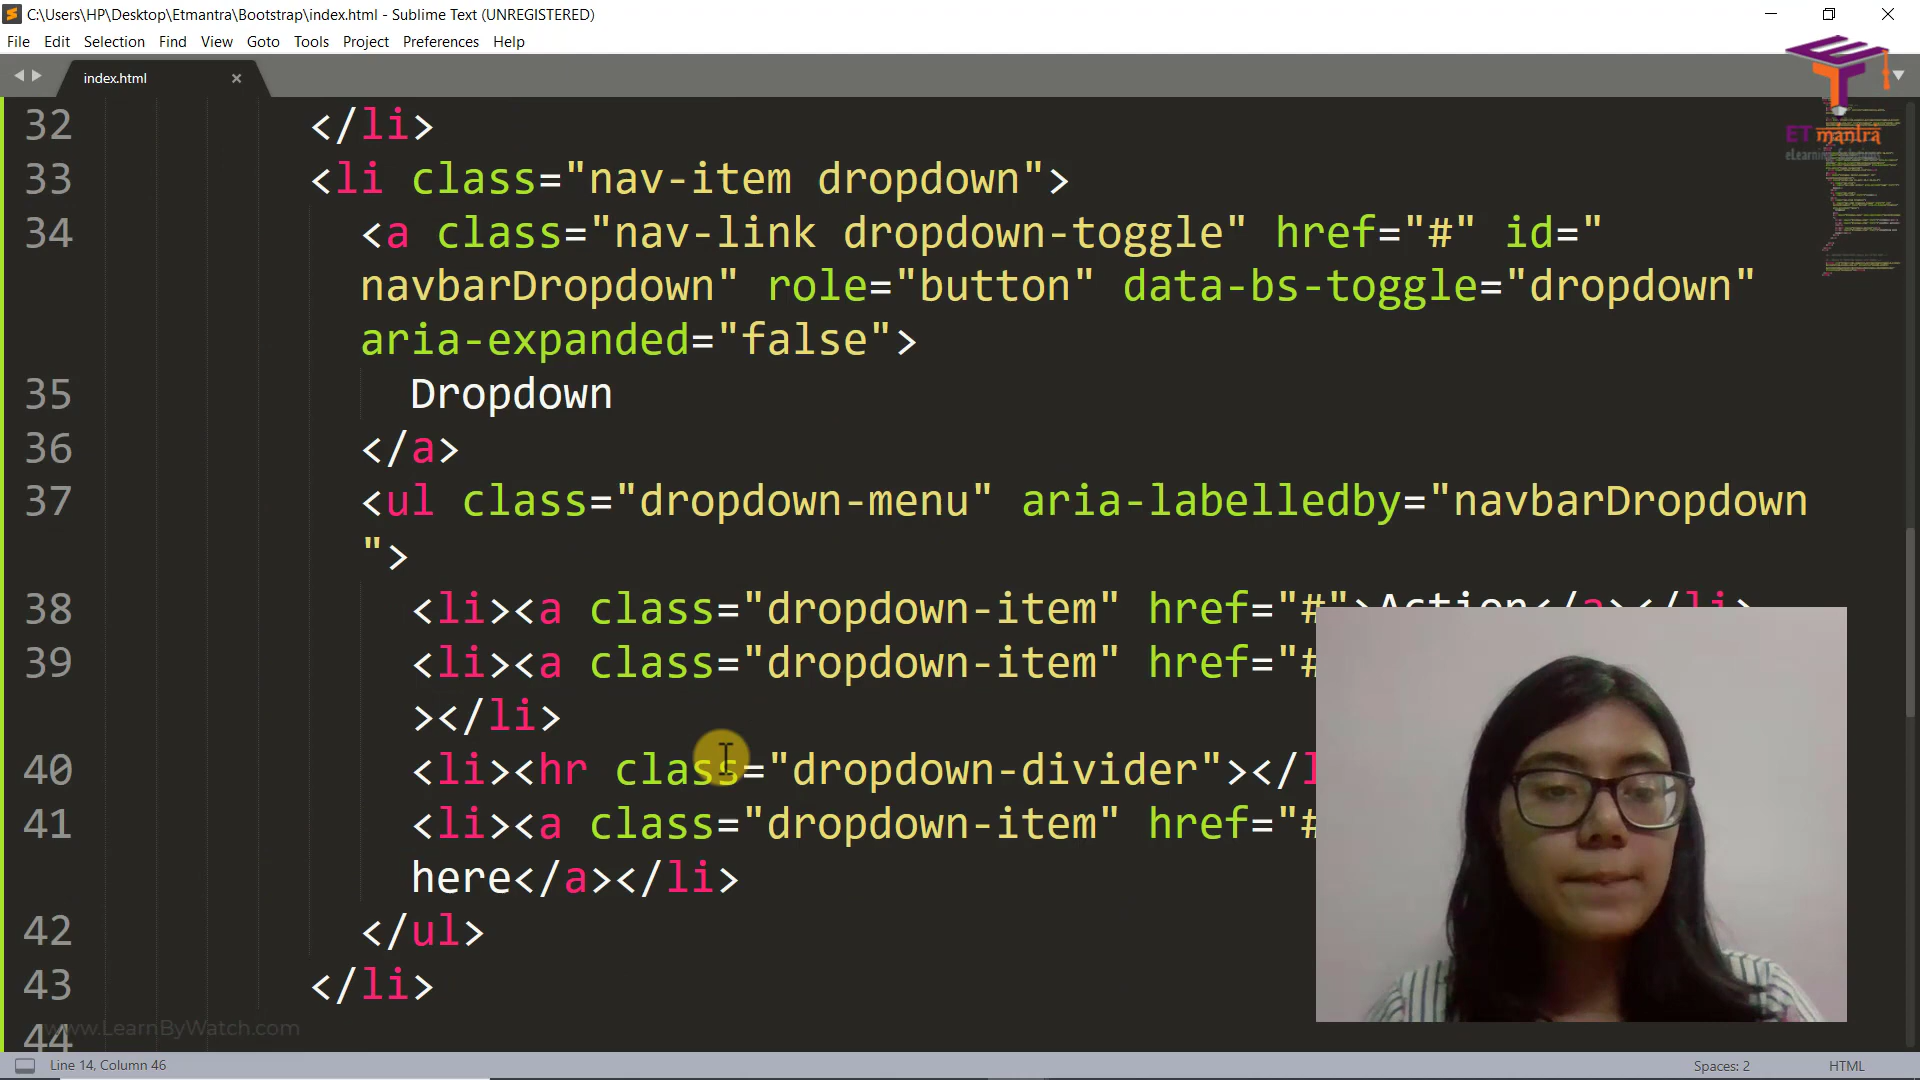 C:\Users\HP\Desktop\Etmantra\Bootstrap\index.html - Sublime Text (UNREGISTERED)
File Edit Selection Find View Goto Tools Project Preferences Help
index.html
ET mantra
32 </li>
33 <li class="nav-item dropdown">
34 <a class="nav-link dropdown-toggle" href="#" id="
navbarDropdown" role="button" data-bs-toggle="dropdown"
aria-expanded="false">
35 Dropdown
36 </a>
37 <ul class="dropdown-menu" aria-labelledby="navbarDropdown
">
38 <li><a class="dropdown-item" href="#">Action</a></li>
39 <li><a class="dropdown-item" href="#
></li>
40 <li><hr class="dropdown-divider"></l
41 <li><a class="dropdown-item" href="#
here</a></li>
42 </ul>
43 </li>
44
www.LearnByWatch.com
Line 14, Column 46 Spaces: 2 HTML